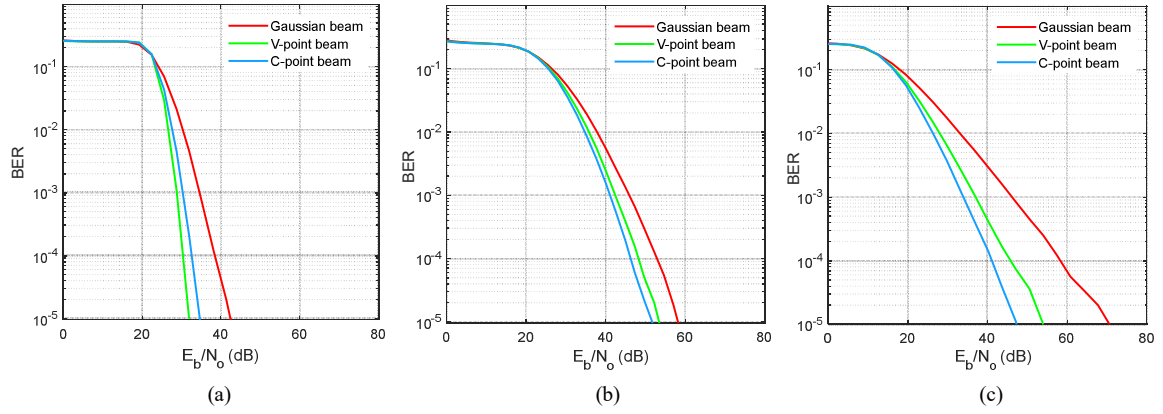 Gaussian beam
V-point beam
C-point beam
10^-1
10^-2
10^-3
10^-4
10^-5
BER
0 20 40 60 80
E_b/N_o (dB)
(a)
Gaussian beam
V-point beam
C-point beam
10^-1
10^-2
10^-3
10^-4
10^-5
BER
0 20 40 60 80
E_b/N_o (dB)
(b)
Gaussian beam
V-point beam
C-point beam
10^-1
10^-2
10^-3
10^-4
10^-5
BER
0 20 40 60 80
E_b/N_o (dB)
(c)